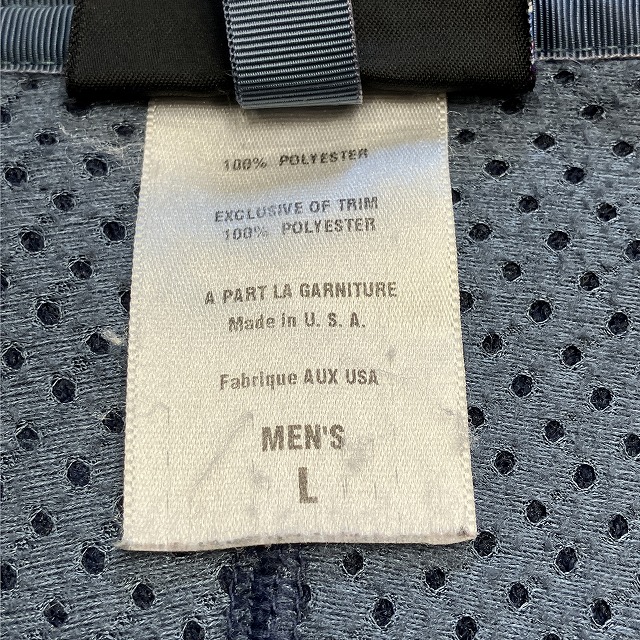 100% POLYESTER
EXCLUSIVE OF TRIM
100% POLYESTER
A PART LA GARNITURE
Made in U. S. A.
Fabrique AUX USA
MEN'S
L